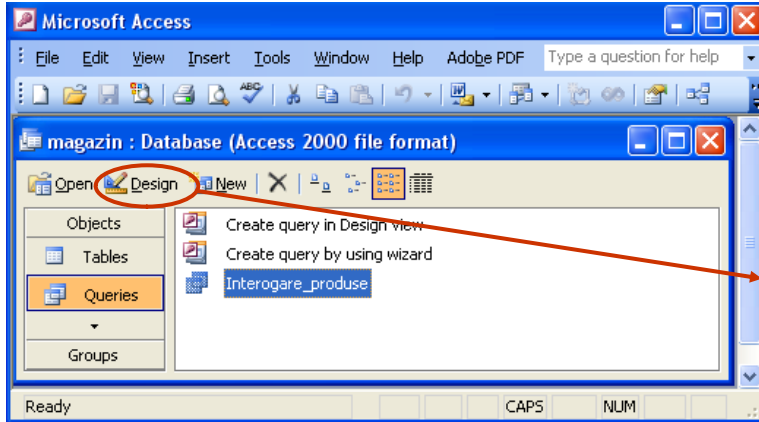 Microsoft Access
File Edit View Insert Tools Window Help Adobe PDF Type a question for help
magazin : Database (Access 2000 file format)
Open Design New
Objects
Create query in Design view
Tables
Create query by using wizard
Queries
Interogare_produse
Groups
Ready CAPS NUM